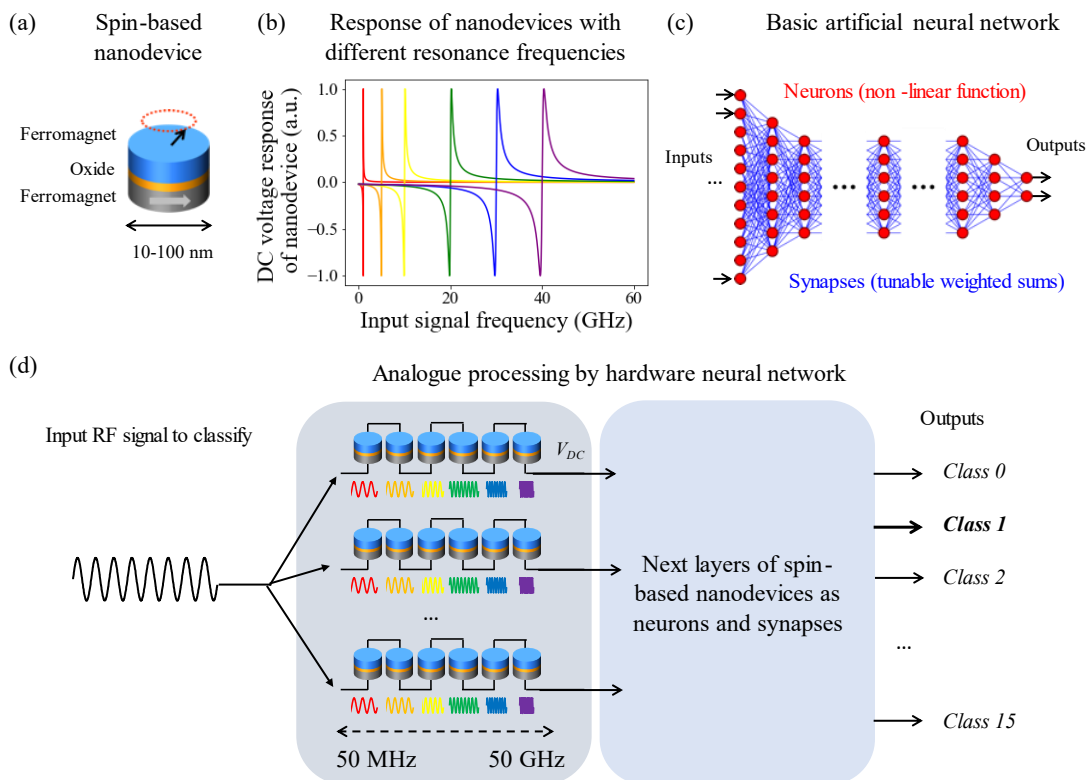 (a)
Spin-based
nanodevice
Ferromagnet
Oxide
Ferromagnet
10-100 nm
(b)
Response of nanodevices with
different resonance frequencies
DC voltage response
of nanodevice (a.u.)
1.0
0.5
0.0
−0.5
−1.0
0
20
40
60
Input signal frequency (GHz)
(c)
Basic artificial neural network
Neurons (non -linear function)
Inputs
...
Outputs
Synapses (tunable weighted sums)
(d)
Analogue processing by hardware neural network
Input RF signal to classify
V_DC
...
50 MHz
50 GHz
Next layers of spin-
based nanodevices as
neurons and synapses
Outputs
Class 0
Class 1
Class 2
...
Class 15